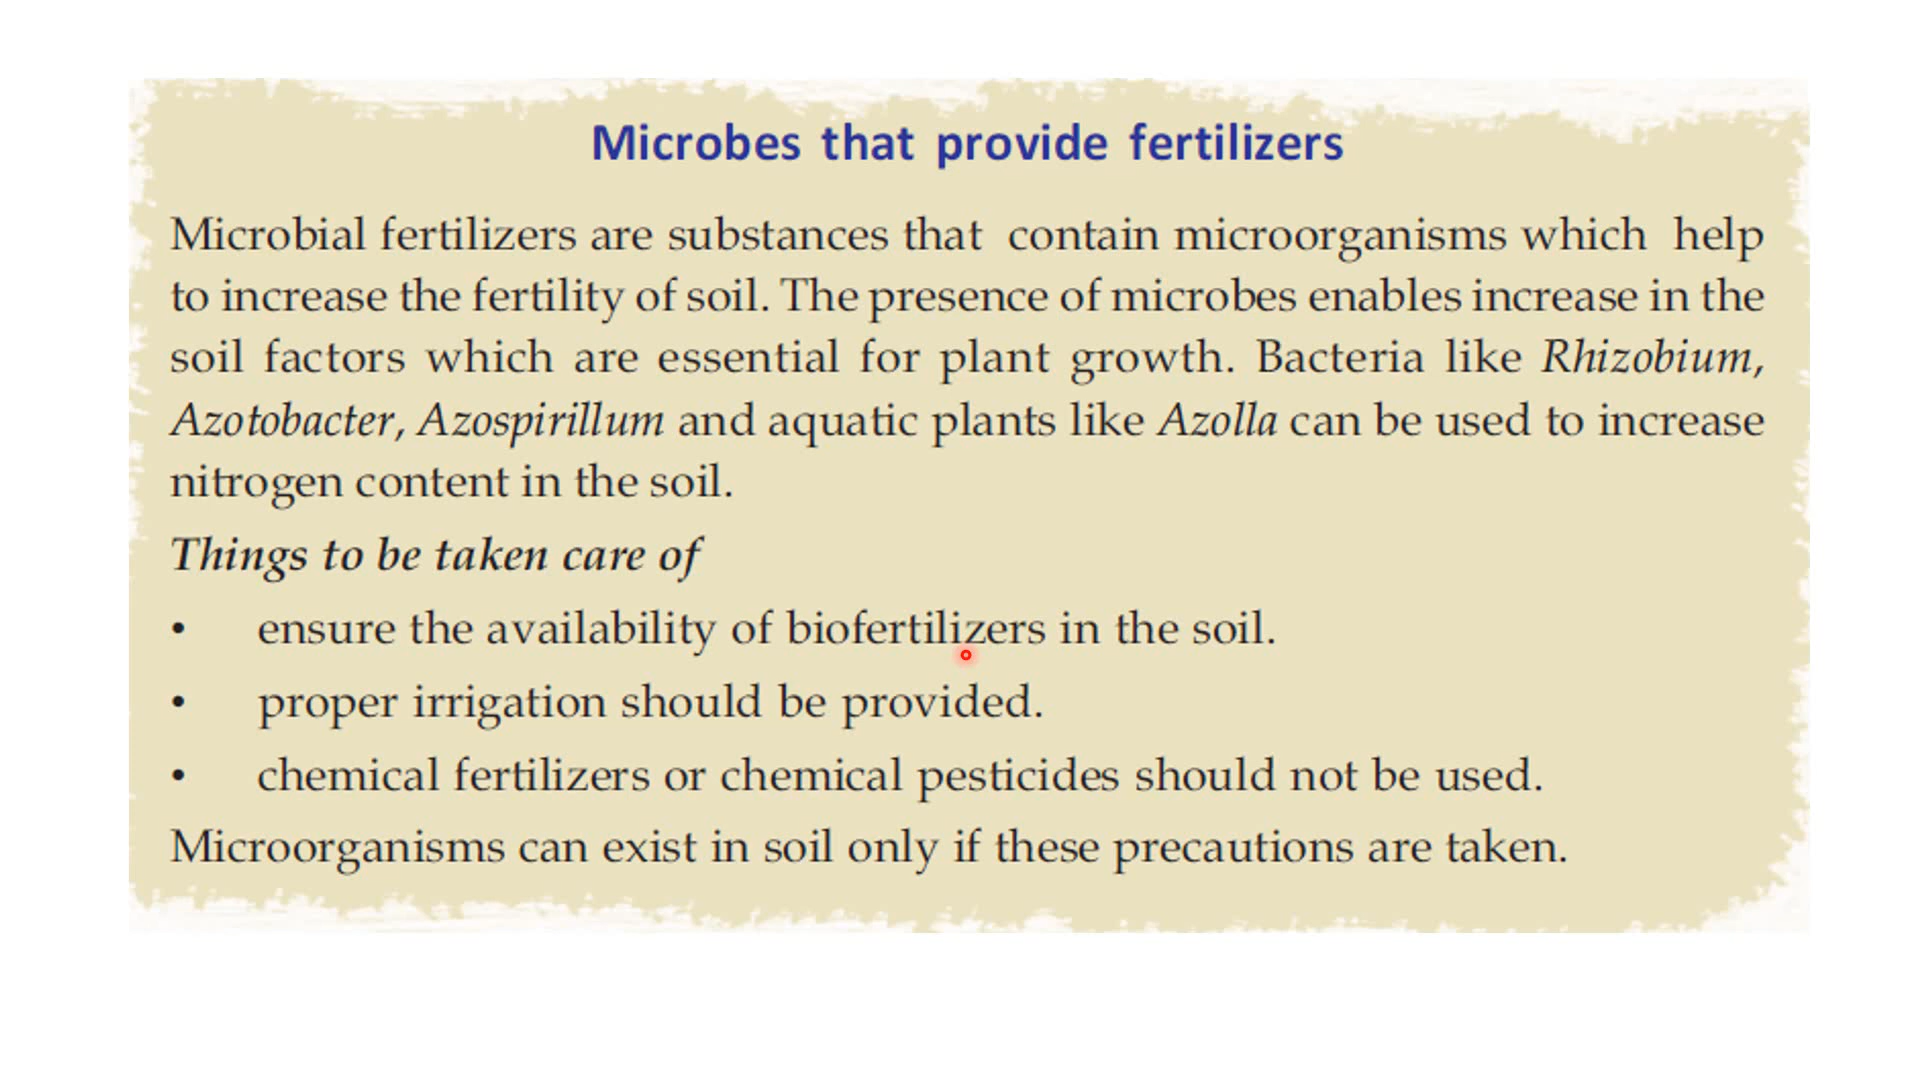 Microbes that provide fertilizers
Microbial fertilizers are substances that contain microorganisms which help
to increase the fertility of soil. The presence of microbes enables increase in the
soil factors which are essential for plant growth. Bacteria like Rhizobium,
Azotobacter, Azospirillum and aquatic plants like Azolla can be used to increase
nitrogen content in the soil.
Things to be taken care of
• ensure the availability of biofertilizers in the soil.
• proper irrigation should be provided.
• chemical fertilizers or chemical pesticides should not be used.
Microorganisms can exist in soil only if these precautions are taken.